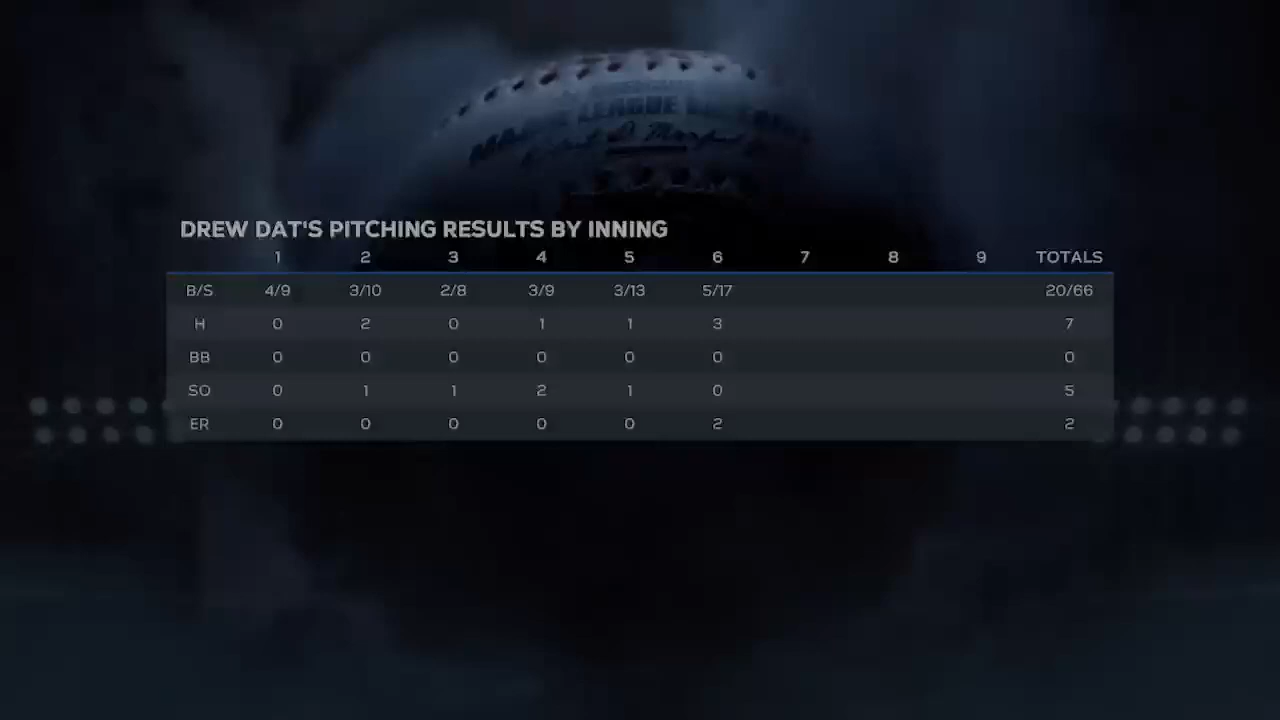 MAJOR LEAGUE
DREW DAT'S PITCHING RESULTS BY INNING
1 2 3 4 5 6 7 8 9 TOTALS
B/S 4/9 3/10 2/8 3/9 3/13 5/17 20/66
H 0 2 0 1 1 3 7
BB 0 0 0 0 0 0 0
SO 0 1 1 2 1 0 5
ER 0 0 0 0 0 2 2